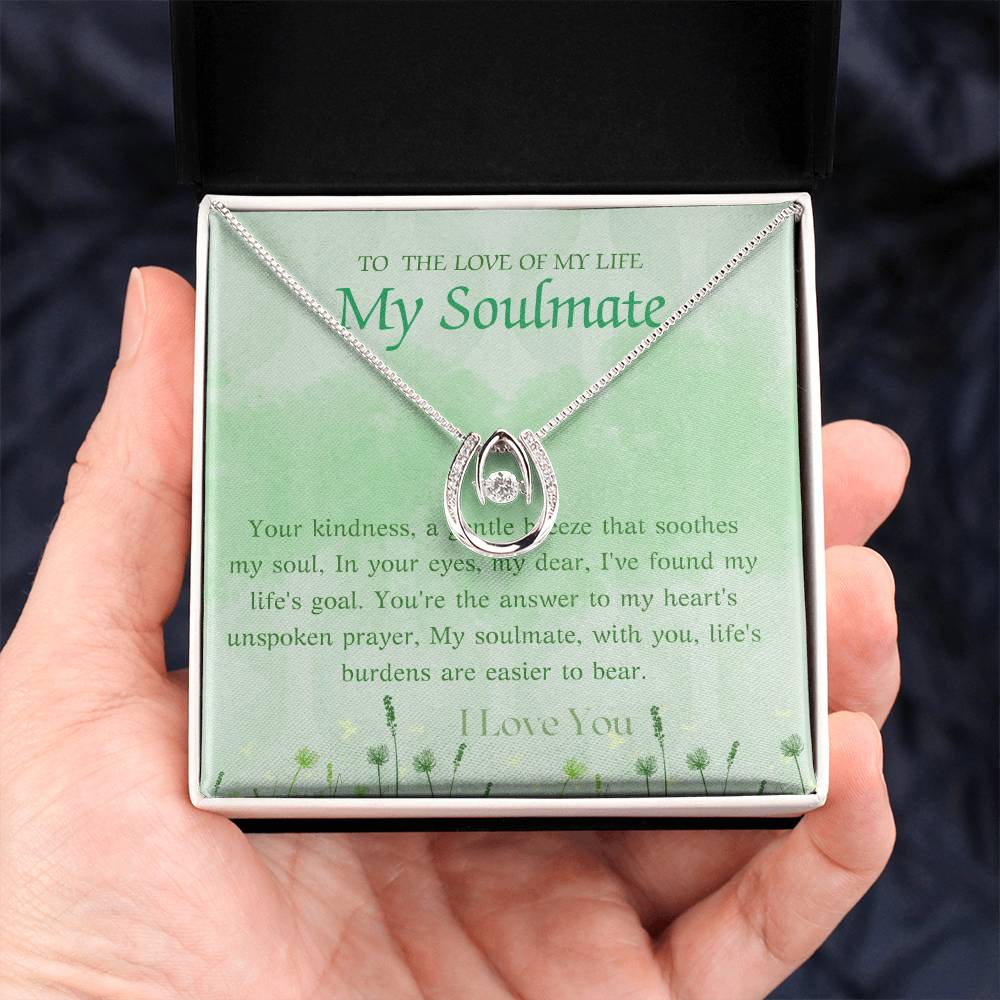 TO THE LOVE OF MY LIFE
My Soulmate
Your kindness, a gentle breeze that soothes
my soul, In your eyes, my dear, I've found my
life's goal. You're the answer to my heart's
unspoken prayer, My soulmate, with you, life's
burdens are easier to bear.
I Love You